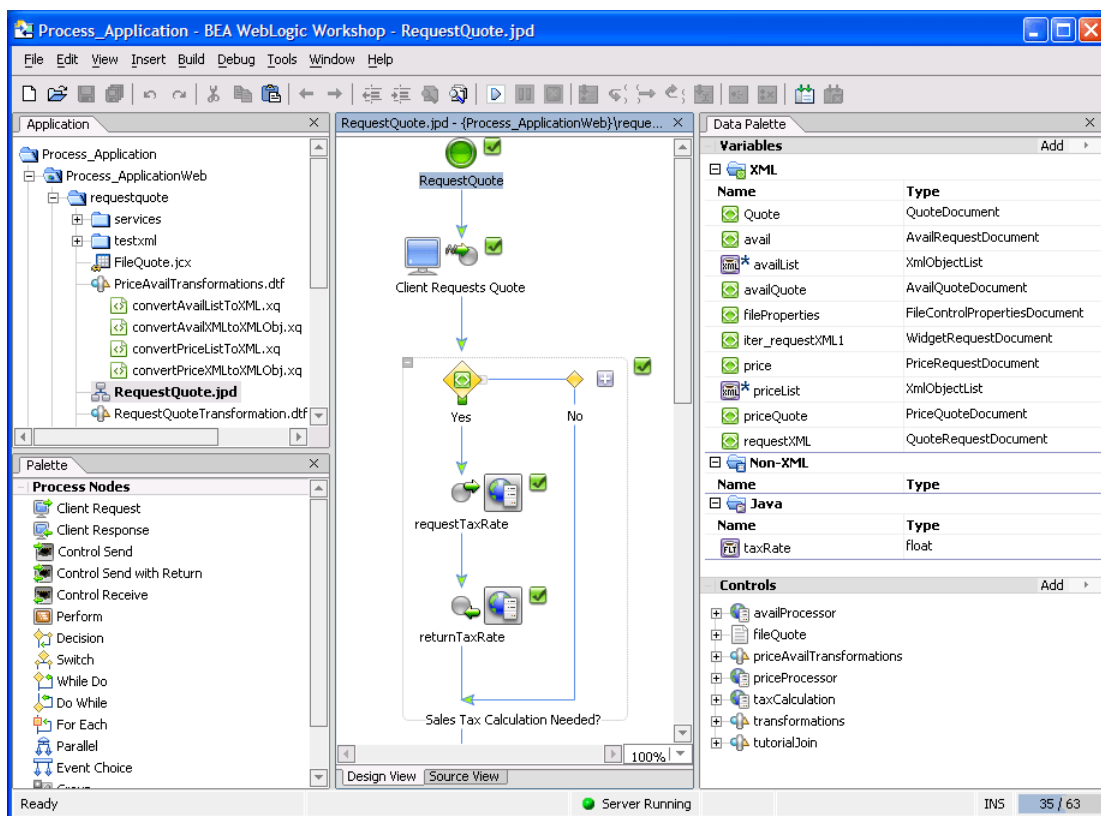 Process_Application - BEA WebLogic Workshop - RequestQuote.jpd
File Edit View Insert Build Debug Tools Window Help
Application
Process_Application
Process_ApplicationWeb
requestquote
services
testxml
FileQuote.jcx
PriceAvailTransformations.dtf
convertAvailListToXML.xq
convertAvailXMLtoXMLObj.xq
convertPriceListToXML.xq
convertPriceXMLtoXMLObj.xq
RequestQuote.jpd
RequestQuoteTransformation.dtf
Palette
Process Nodes
Client Request
Client Response
Control Send
Control Send with Return
Control Receive
Perform
Decision
Switch
While Do
Do While
For Each
Parallel
Event Choice
RequestQuote.jpd - {Process_ApplicationWeb}\reque...
RequestQuote
Client Requests Quote
Yes No
requestTaxRate
returnTaxRate
Sales Tax Calculation Needed?
100%
Design View Source View
Data Palette
Variables Add
XML
Name Type
Quote QuoteDocument
avail AvailRequestDocument
XML* availList XmlObjectList
availQuote AvailQuoteDocument
fileProperties FileControlPropertiesDocument
iter_requestXML1 WidgetRequestDocument
price PriceRequestDocument
XML* priceList XmlObjectList
priceQuote PriceQuoteDocument
requestXML QuoteRequestDocument
Non-XML
Name Type
Java
Name Type
FLT taxRate float
Controls Add
availProcessor
fileQuote
priceAvailTransformations
priceProcessor
taxCalculation
transformations
tutorialJoin
Ready Server Running INS 35 / 63